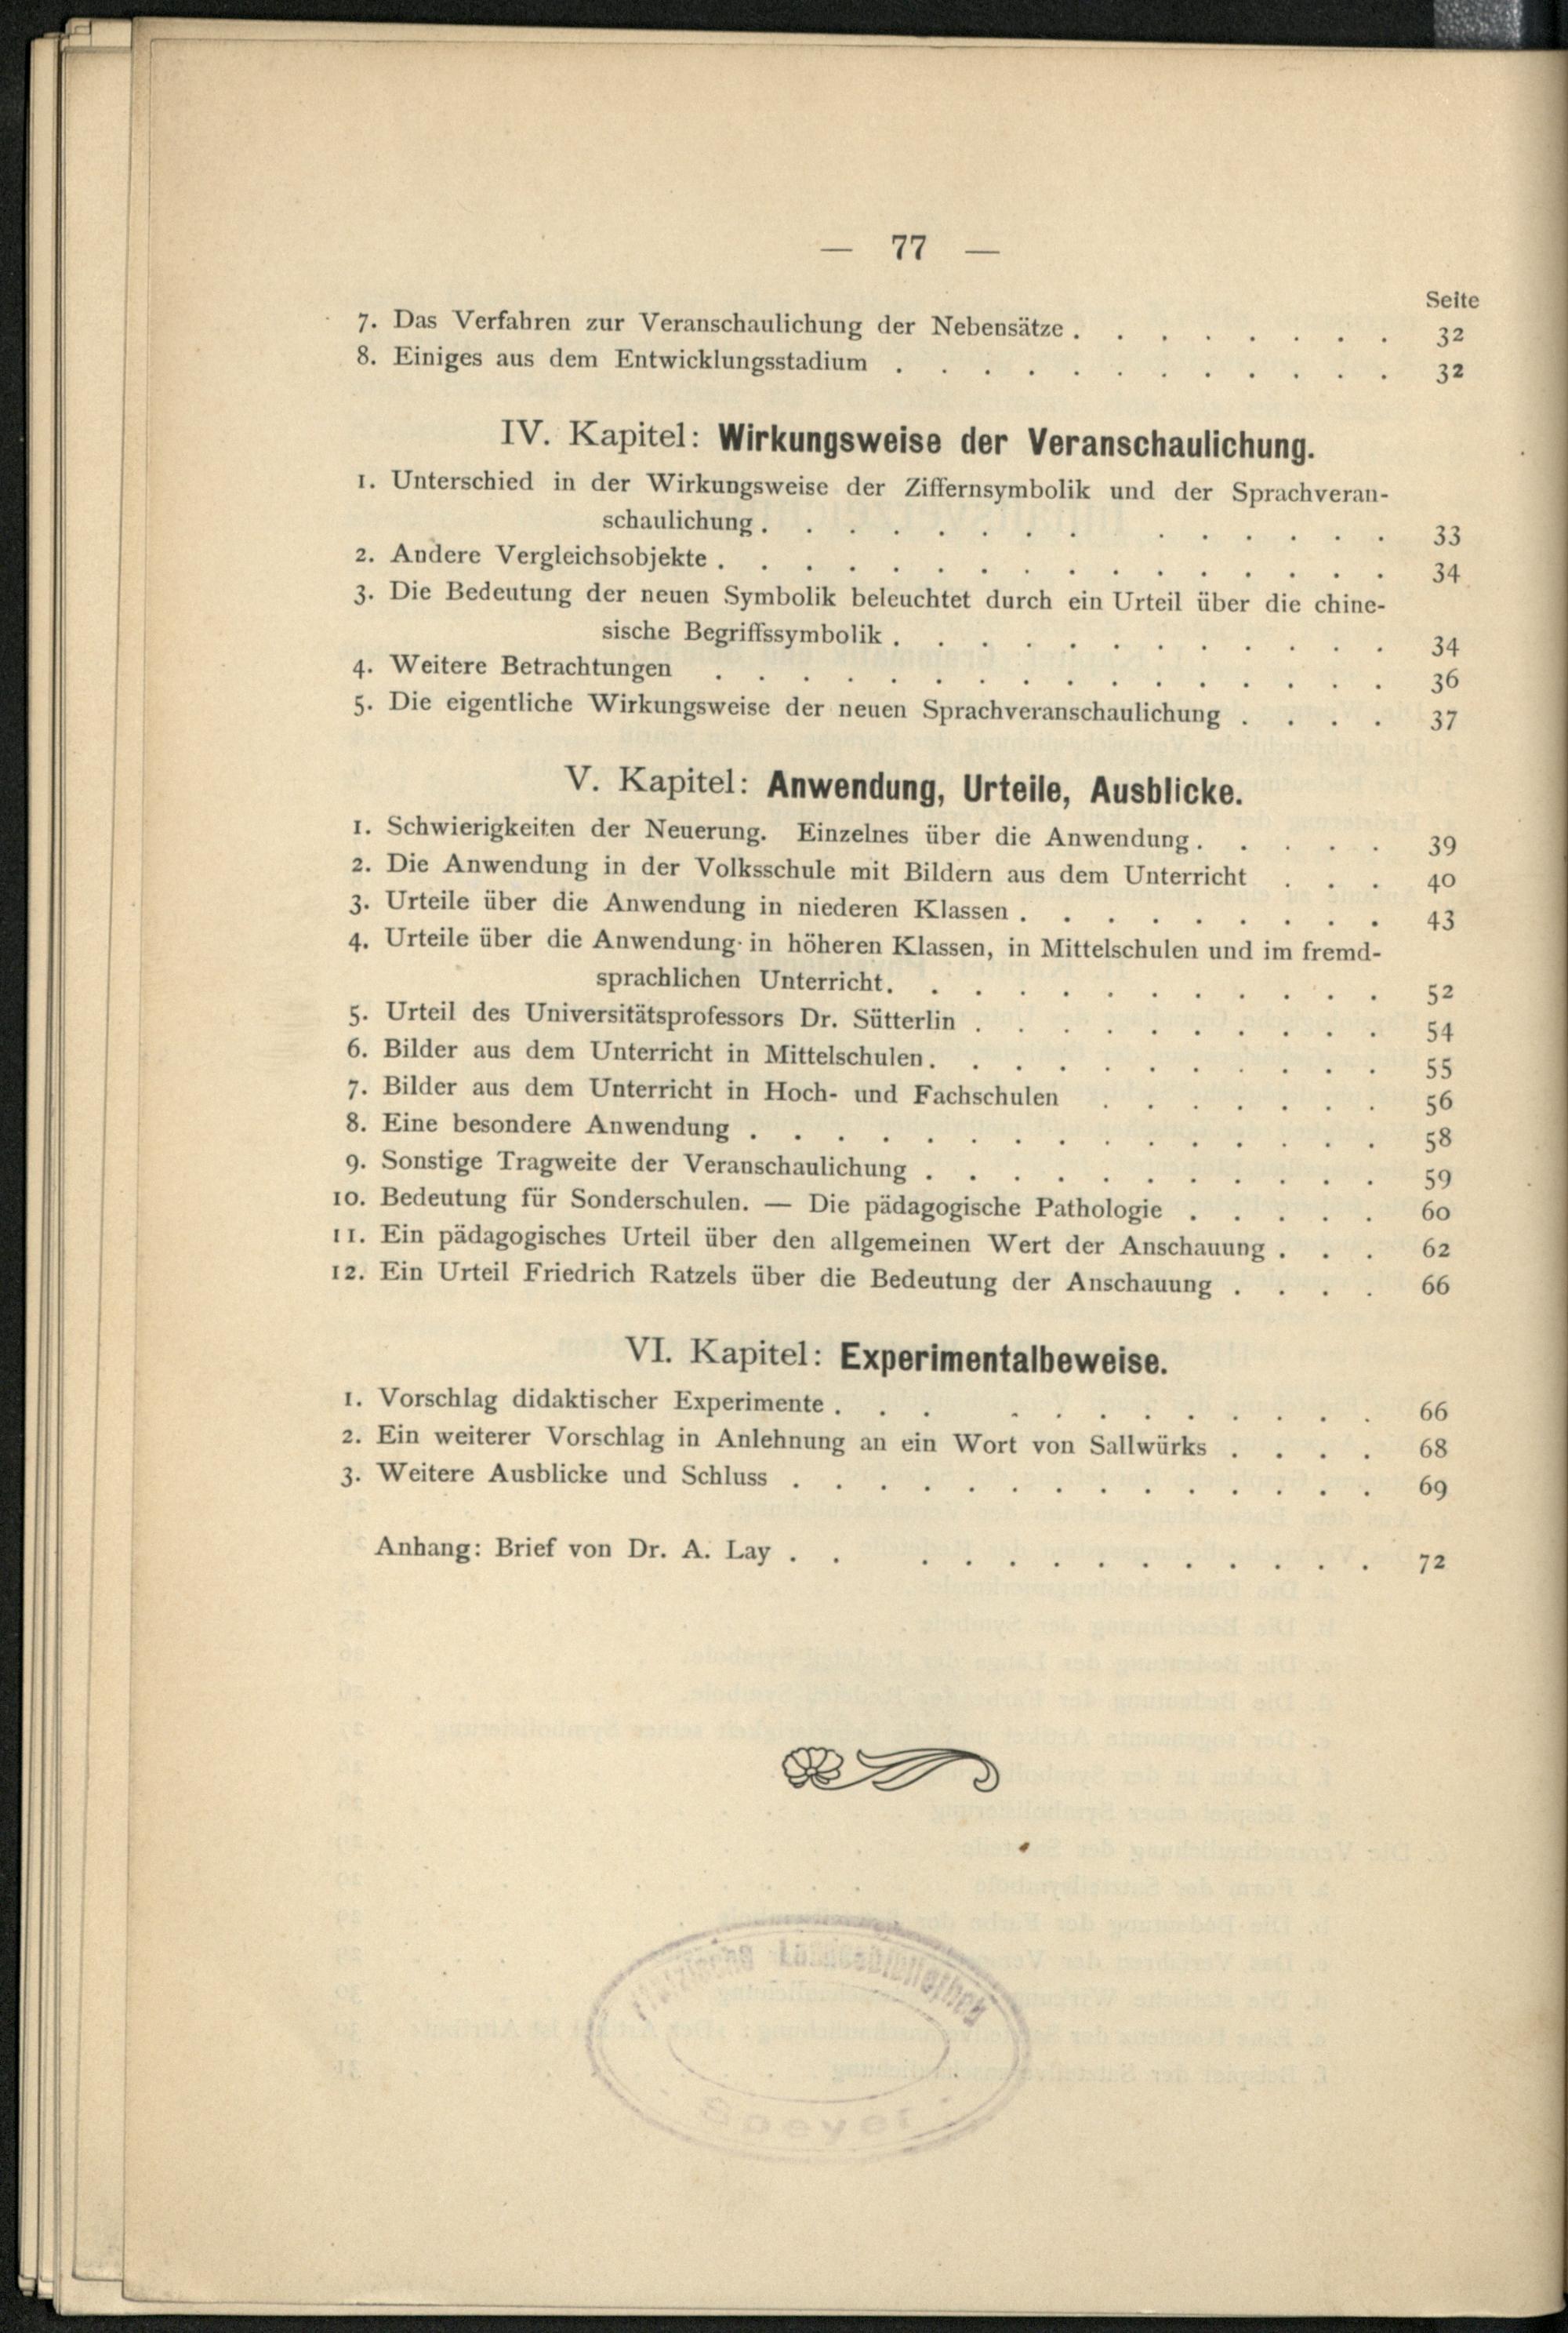 — 77 —
Seite
7. Das Verfahren zur Veranschaulichung der Nebensätze . . . . . . . . 32
8. Einiges aus dem Entwicklungsstadium . . . . . . . . . . . . 32
IV. Kapitel: Wirkungsweise der Veranschaulichung.
1. Unterschied in der Wirkungsweise der Ziffernsymbolik und der Sprachveran-
schaulichung . . . . . . . . . . . . . . 33
2. Andere Vergleichsobjekte . . . . . . . . . . . . . . . . 34
3. Die Bedeutung der neuen Symbolik beleuchtet durch ein Urteil über die chine-
sische Begriffssymbolik . . . . . . . . . . . . 34
4. Weitere Betrachtungen . . . . . . . . . . . . . . . . 36
5. Die eigentliche Wirkungsweise der neuen Sprachveranschaulichung . . . . 37
V. Kapitel: Anwendung, Urteile, Ausblicke.
1. Schwierigkeiten der Neuerung. Einzelnes über die Anwendung . . . . . 39
2. Die Anwendung in der Volksschule mit Bildern aus dem Unterricht . . . 40
3. Urteile über die Anwendung in niederen Klassen . . . . . . . . . 43
4. Urteile über die Anwendung in höheren Klassen, in Mittelschulen und im fremd-
sprachlichen Unterricht . . . . . . . . . . . . 52
5. Urteil des Universitätsprofessors Dr. Sütterlin . . . . . . . . . . 54
6. Bilder aus dem Unterricht in Mittelschulen . . . . . . . . . . . 55
7. Bilder aus dem Unterricht in Hoch- und Fachschulen . . . . . . . 56
8. Eine besondere Anwendung . . . . . . . . . . . . . . . 58
9. Sonstige Tragweite der Veranschaulichung . . . . . . . . . . . 59
10. Bedeutung für Sonderschulen. — Die pädagogische Pathologie . . . . . 60
11. Ein pädagogisches Urteil über den allgemeinen Wert der Anschauung . . . 62
12. Ein Urteil Friedrich Ratzels über die Bedeutung der Anschauung . . . . 66
VI. Kapitel: Experimentalbeweise.
1. Vorschlag didaktischer Experimente . . . . . . . . . . . . 66
2. Ein weiterer Vorschlag in Anlehnung an ein Wort von Sallwürks . . . . 68
3. Weitere Ausblicke und Schluss . . . . . . . . . . . . . . 69
Anhang: Brief von Dr. A. Lay . . . . . . . . . . . . . 72
Speyer